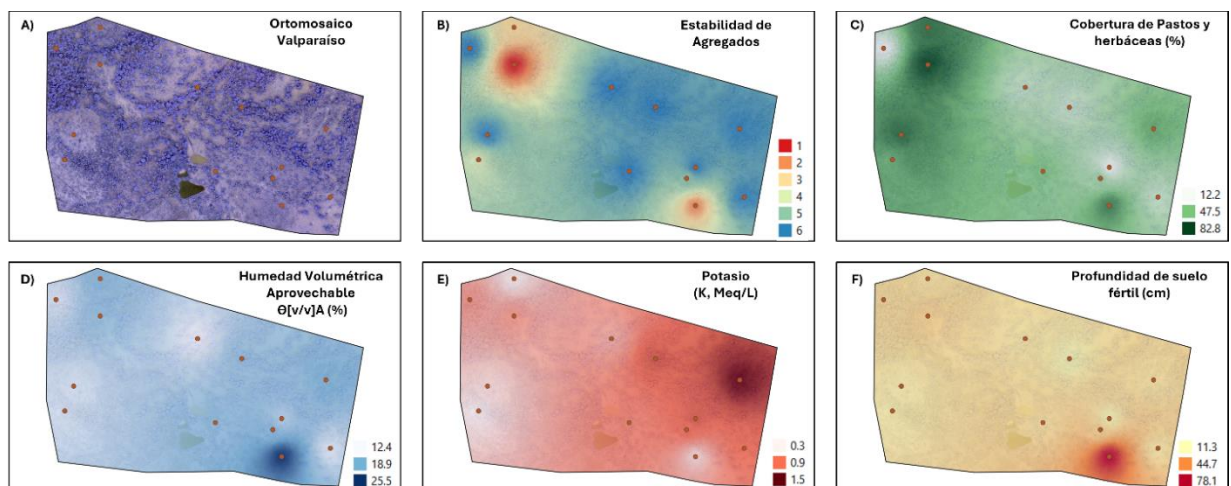 A)
Ortomosaico
Valparaíso
B)
Estabilidad de
Agregados
1
2
3
4
5
6
C)
Cobertura de Pastos y
herbáceas (%)
12.2
47.5
82.8
D)
Humedad Volumétrica
Aprovechable
Θ[v/v]A (%)
12.4
18.9
25.5
E)
Potasio
(K, Meq/L)
0.3
0.9
1.5
F)
Profundidad de suelo
fértil (cm)
11.3
44.7
78.1